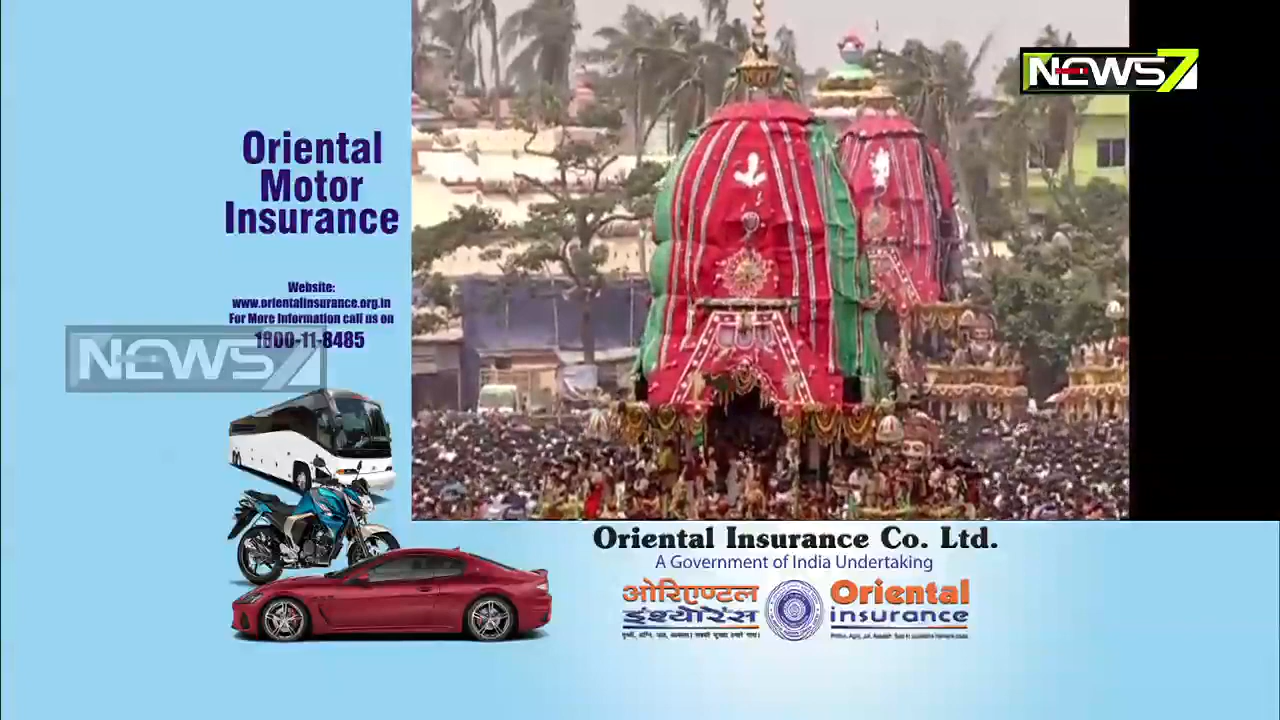 NEWS7
Oriental
Motor
Insurance
Website:
www.orientalinsurance.org.in
For More Information call us on
1800-11-8485
NEWS7
Oriental Insurance Co. Ltd.
A Government of India Undertaking
ओरिएण्टल
इंश्योरेंस
Oriental
insurance